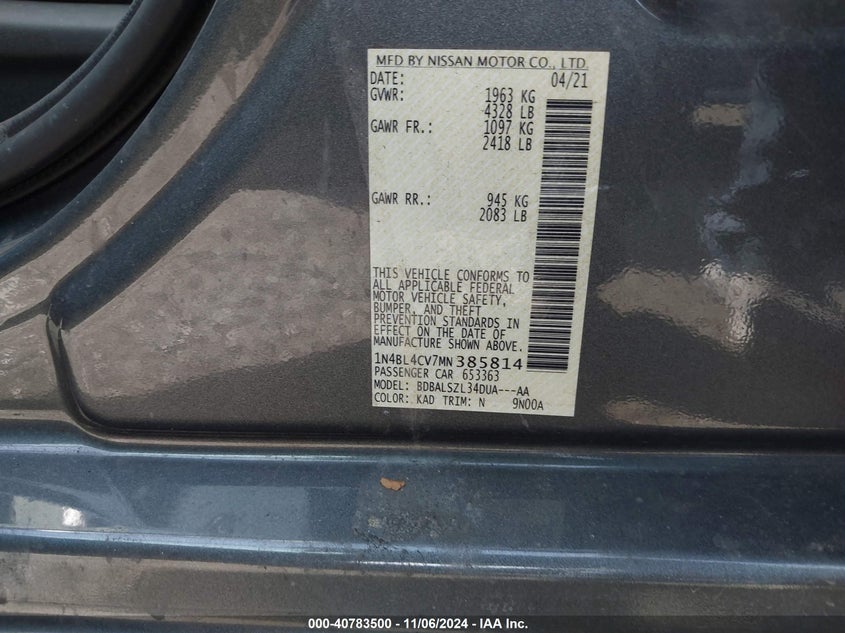 MFD BY NISSAN MOTOR CO., LTD.
DATE: 04/21
GVWR: 1963 KG
4328 LB
GAWR FR.: 1097 KG
2418 LB
GAWR RR.: 945 KG
2083 LB
THIS VEHICLE CONFORMS TO
ALL APPLICABLE FEDERAL
MOTOR VEHICLE SAFETY,
BUMPER, AND THEFT
PREVENTION STANDARDS IN
EFFECT ON THE DATE OF
MANUFACTURE SHOWN ABOVE.
1N4BL4CV7MN385814
PASSENGER CAR 653363
MODEL: BDBALSZL34DUA---AA
COLOR: KAD TRIM: N 9N00A
000-40783500 - 11/06/2024 - IAA Inc.